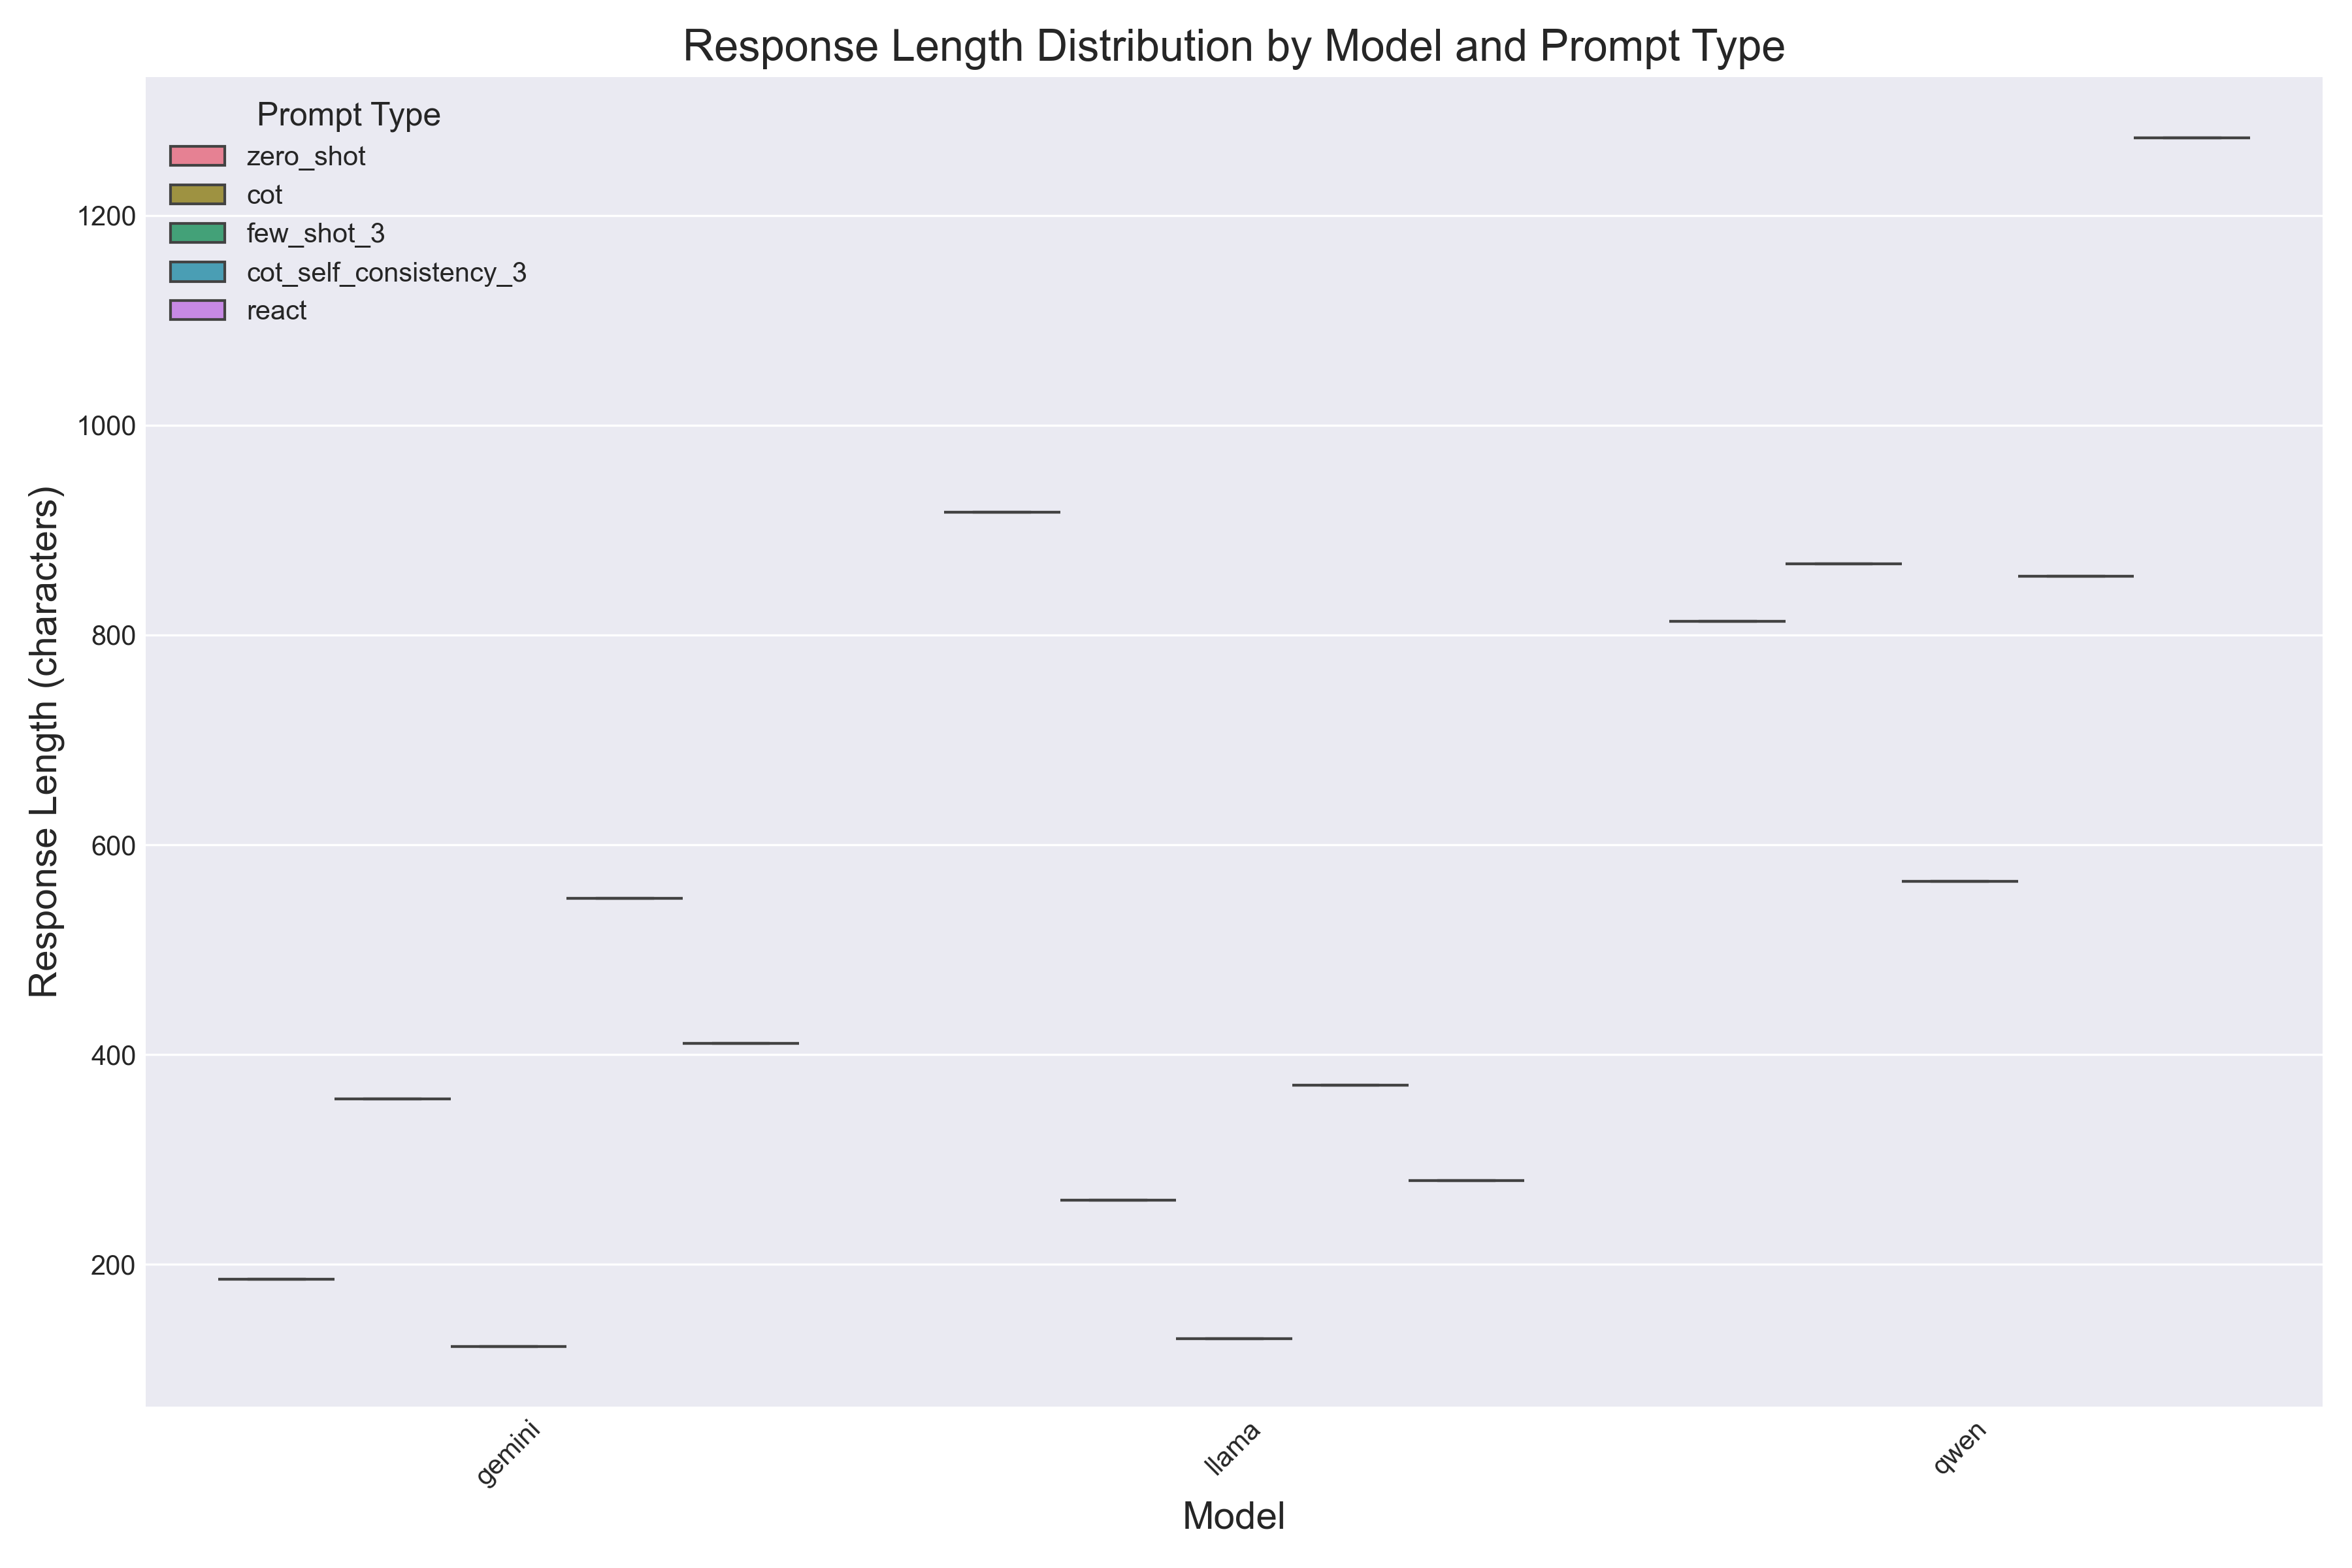 Response Length Distribution by Model and Prompt Type
Prompt Type
zero_shot
cot
few_shot_3
cot_self_consistency_3
react
1200
1000
800
600
400
200
Response Length (characters)
gemini
llama
qwen
Model